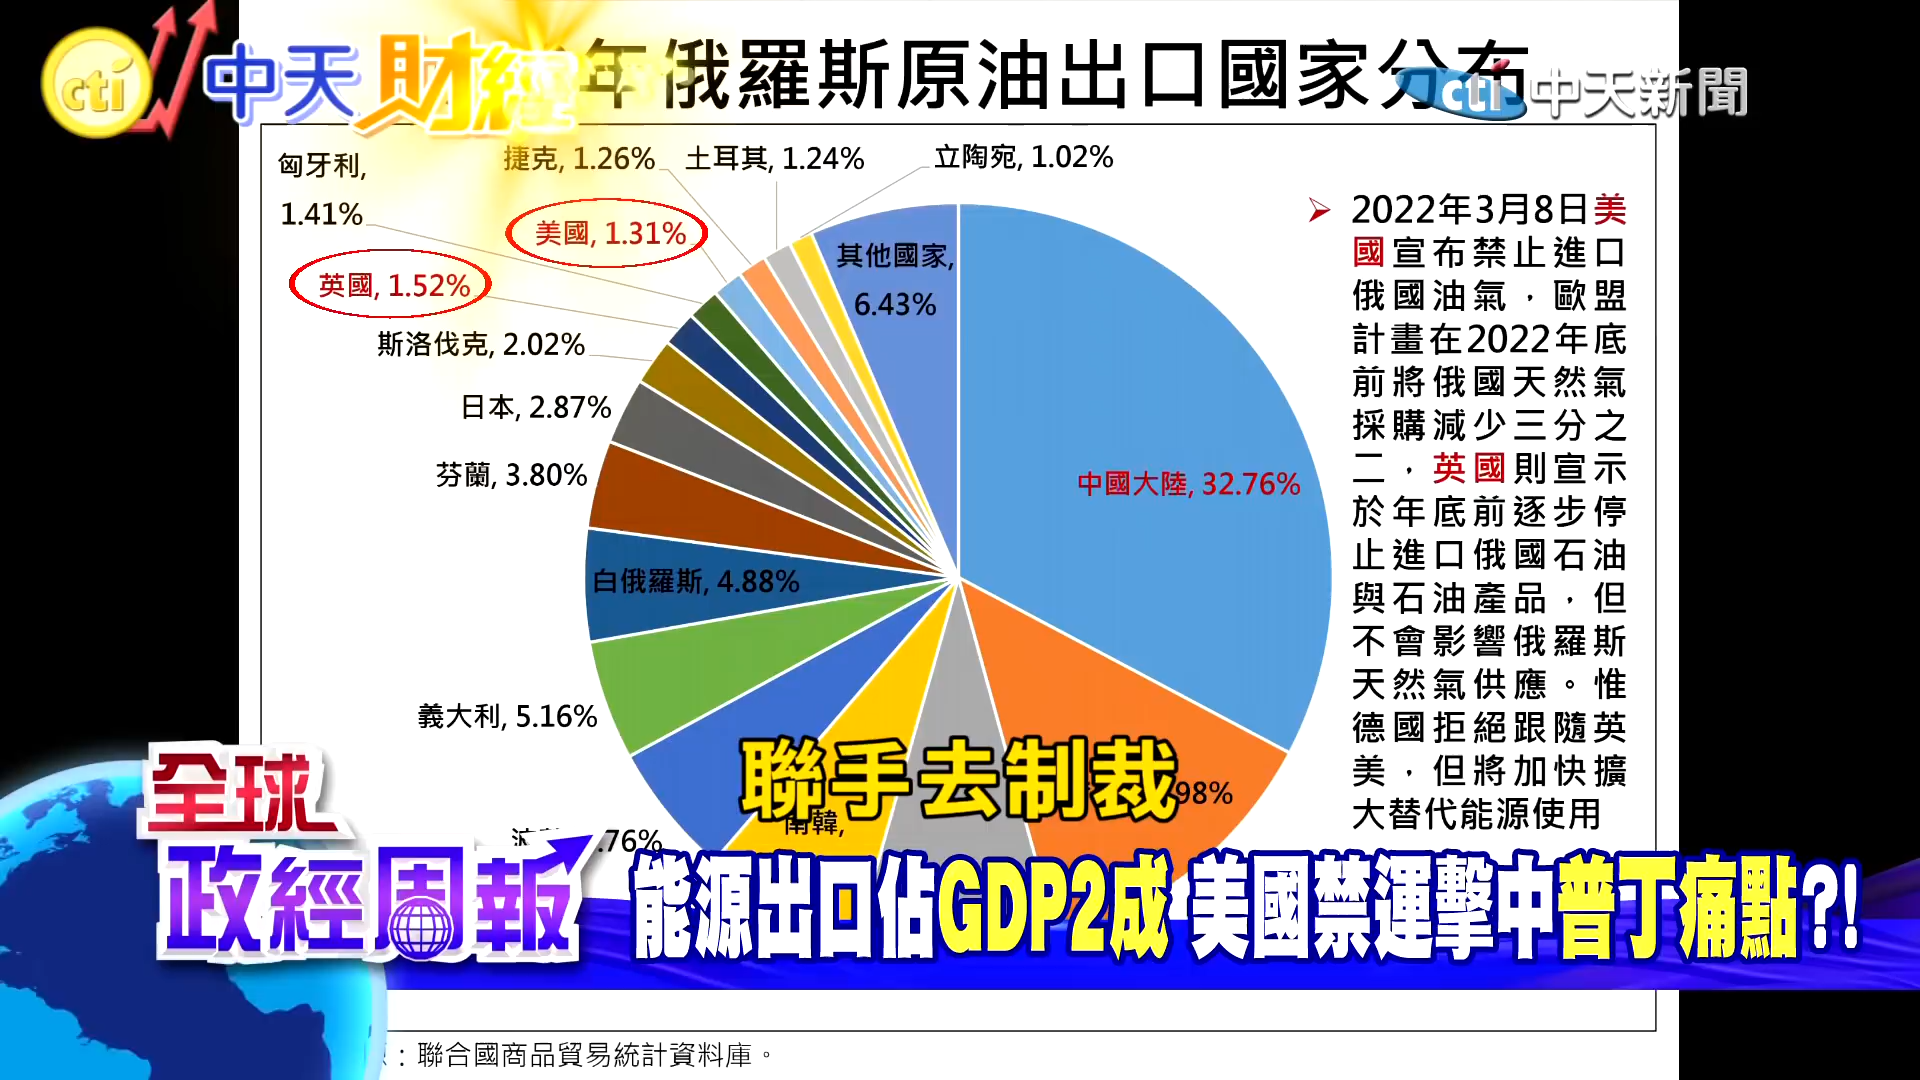 cti 中天財經
年俄羅斯原油出口國家分布
cti 中天新聞
匈牙利,
1.41%
捷克, 1.26%
土耳其, 1.24%
立陶宛, 1.02%
美國, 1.31%
英國, 1.52%
其他國家,
6.43%
斯洛伐克, 2.02%
日本, 2.87%
芬蘭, 3.80%
中國大陸, 32.76%
白俄羅斯, 4.88%
義大利, 5.16%
98%
南韓,
.76%
2022年3月8日美
國宣布禁止進口
俄國油氣，歐盟
計畫在2022年底
前將俄國天然氣
採購減少三分之
二，英國則宣示
於年底前逐步停
止進口俄國石油
與石油產品，但
不會影響俄羅斯
天然氣供應。惟
德國拒絕跟隨英
美，但將加快擴
大替代能源使用
聯手去制裁
全球
政經周報
能源出口佔GDP2成 美國禁運擊中普丁痛點?!
：聯合國商品貿易統計資料庫。